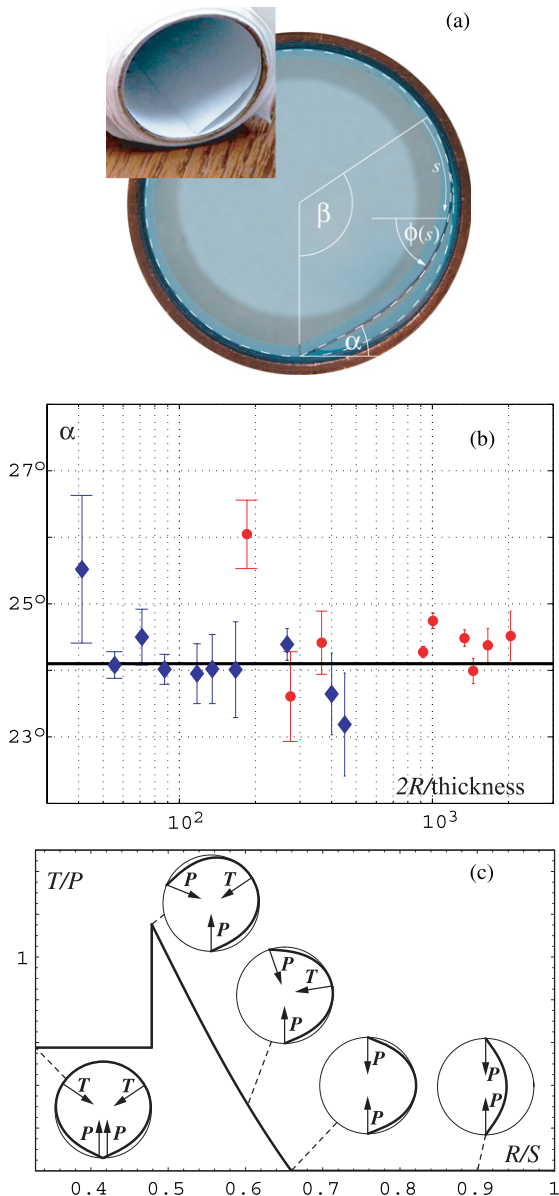 (a)
β
s
ϕ(s)
α
α
(b)
27°
25°
23°
2R/thickness
10² 10³
T/P
(c)
P T
P
1
P
T
P
T T
P P
P
P
P
P
R/S
0.4 0.5 0.6 0.7 0.8 0.9 1